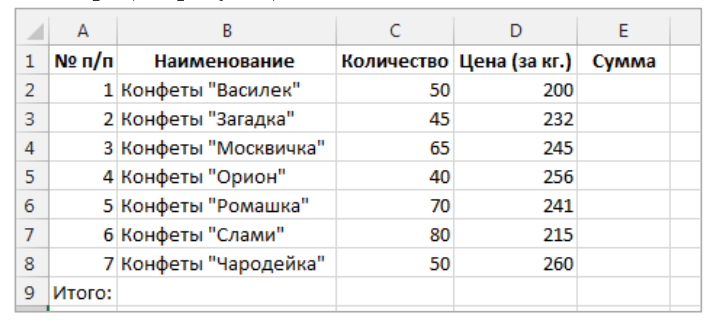 A B C D E
1 № п/п Наименование Количество Цена (за кг.) Сумма
2 1 Конфеты "Василек" 50 200
3 2 Конфеты "Загадка" 45 232
4 3 Конфеты "Москвичка" 65 245
5 4 Конфеты "Орион" 40 256
6 5 Конфеты "Ромашка" 70 241
7 6 Конфеты "Слами" 80 215
8 7 Конфеты "Чародейка" 50 260
9 Итого: